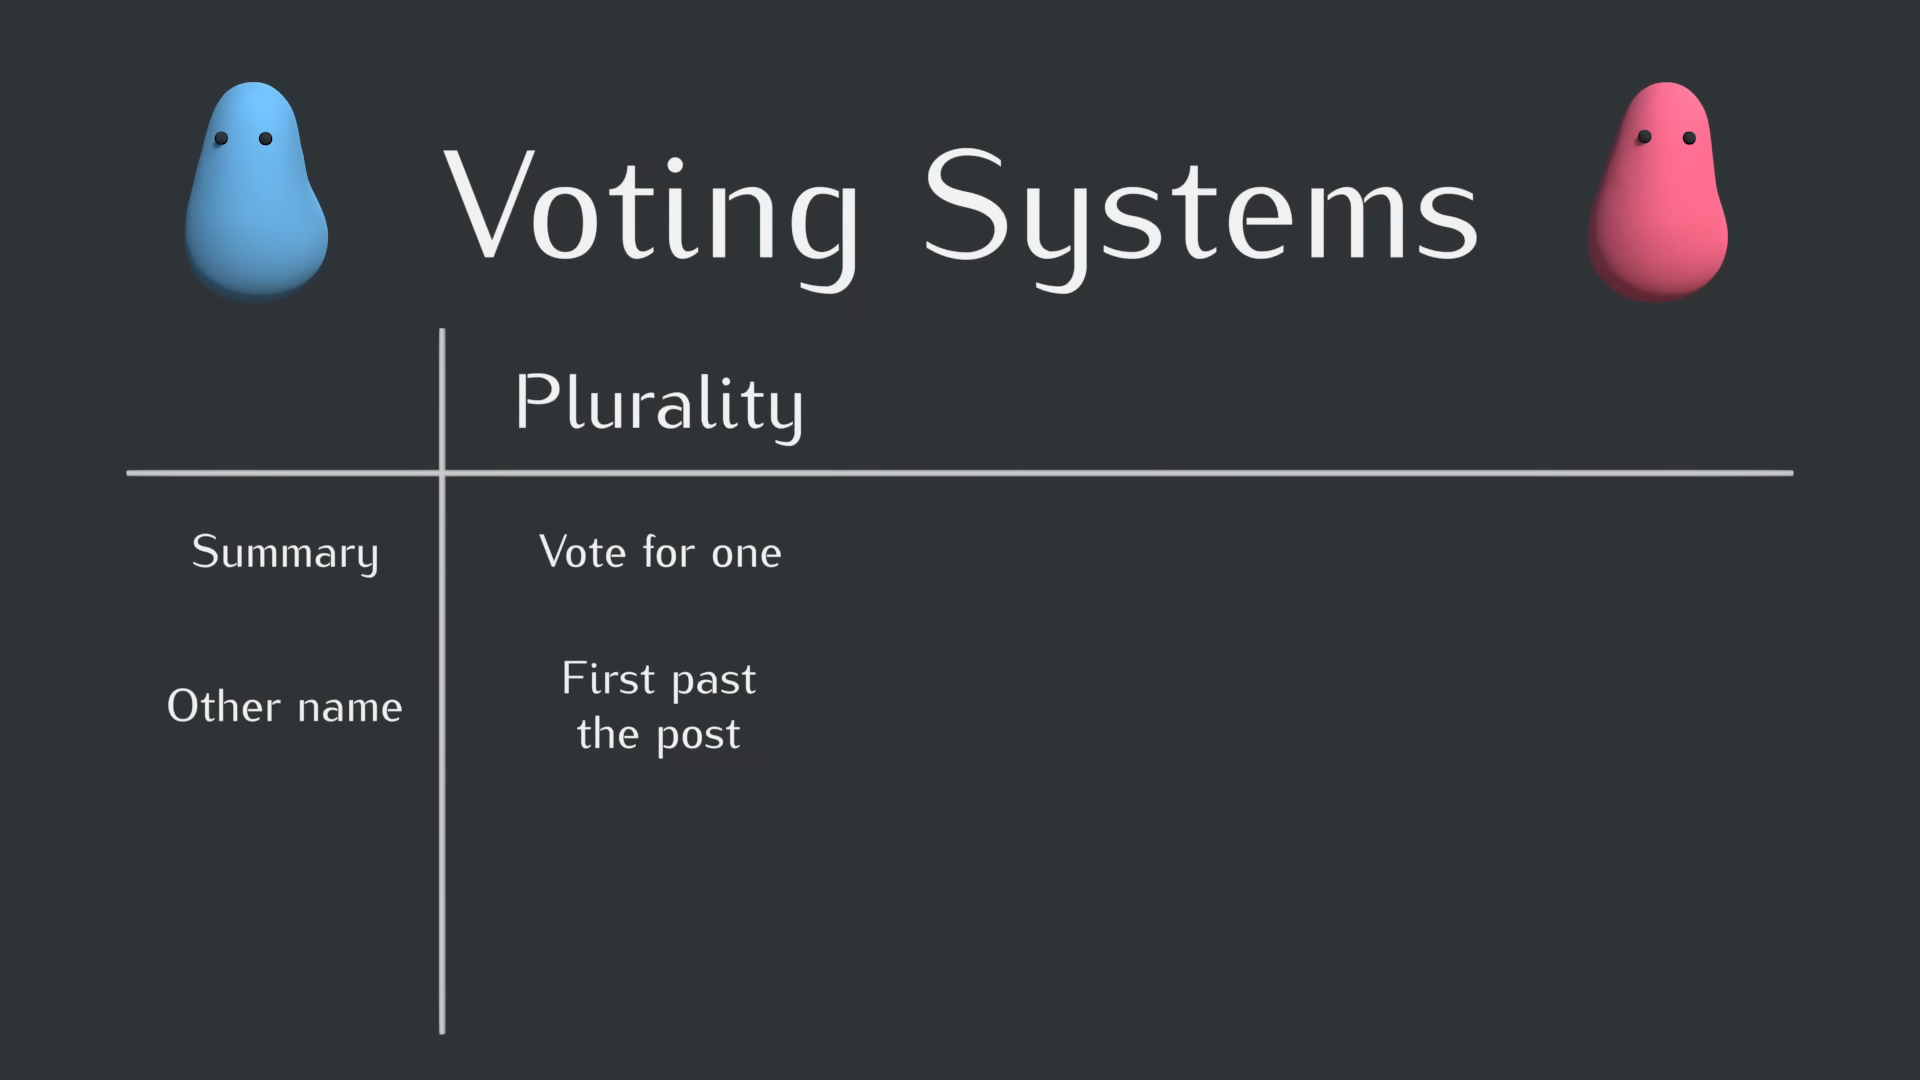 Voting Systems
Plurality
Summary
Vote for one
Other name
First past
the post